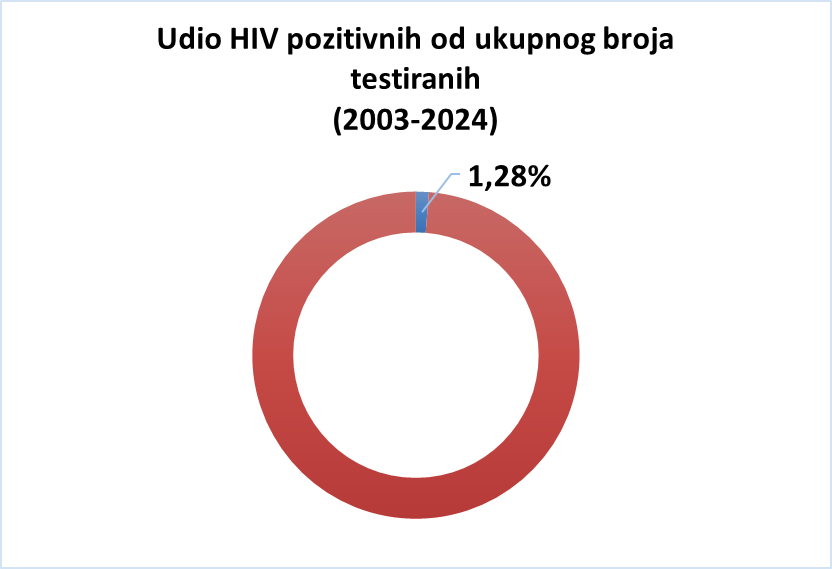 Udio HIV pozitivnih od ukupnog broja
testiranih
(2003-2024)
1,28%